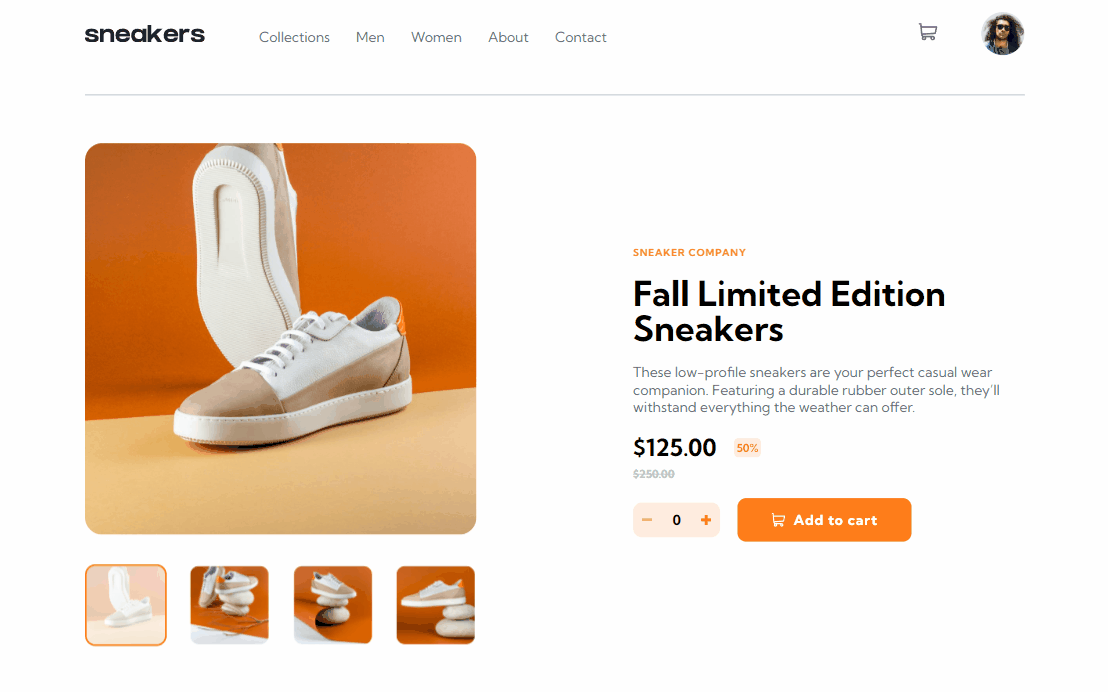 sneakers
Collections Men Women About Contact
SNEAKER COMPANY
Fall Limited Edition
Sneakers
These low-profile sneakers are your perfect casual wear
companion. Featuring a durable rubber outer sole, they’ll
withstand everything the weather can offer.
$125.00 50%
$250.00
− 0 + Add to cart